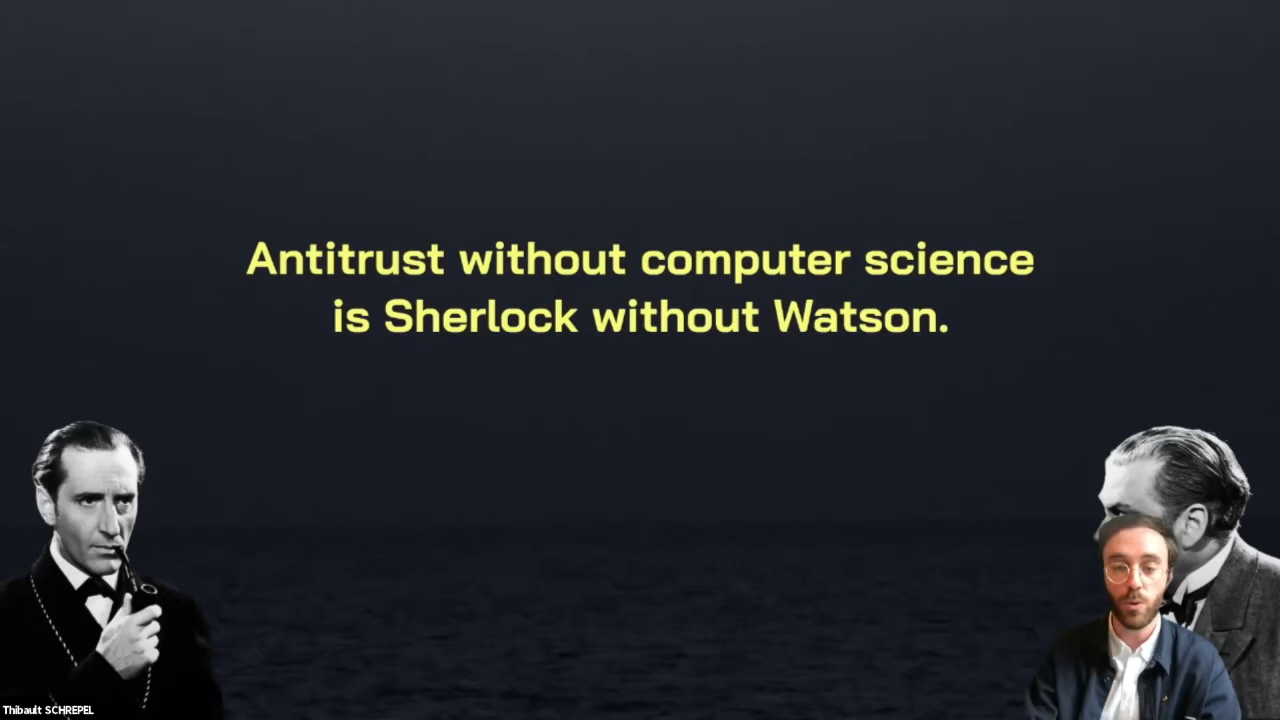 Antitrust without computer science
is Sherlock without Watson.
Thibault SCHREPEL